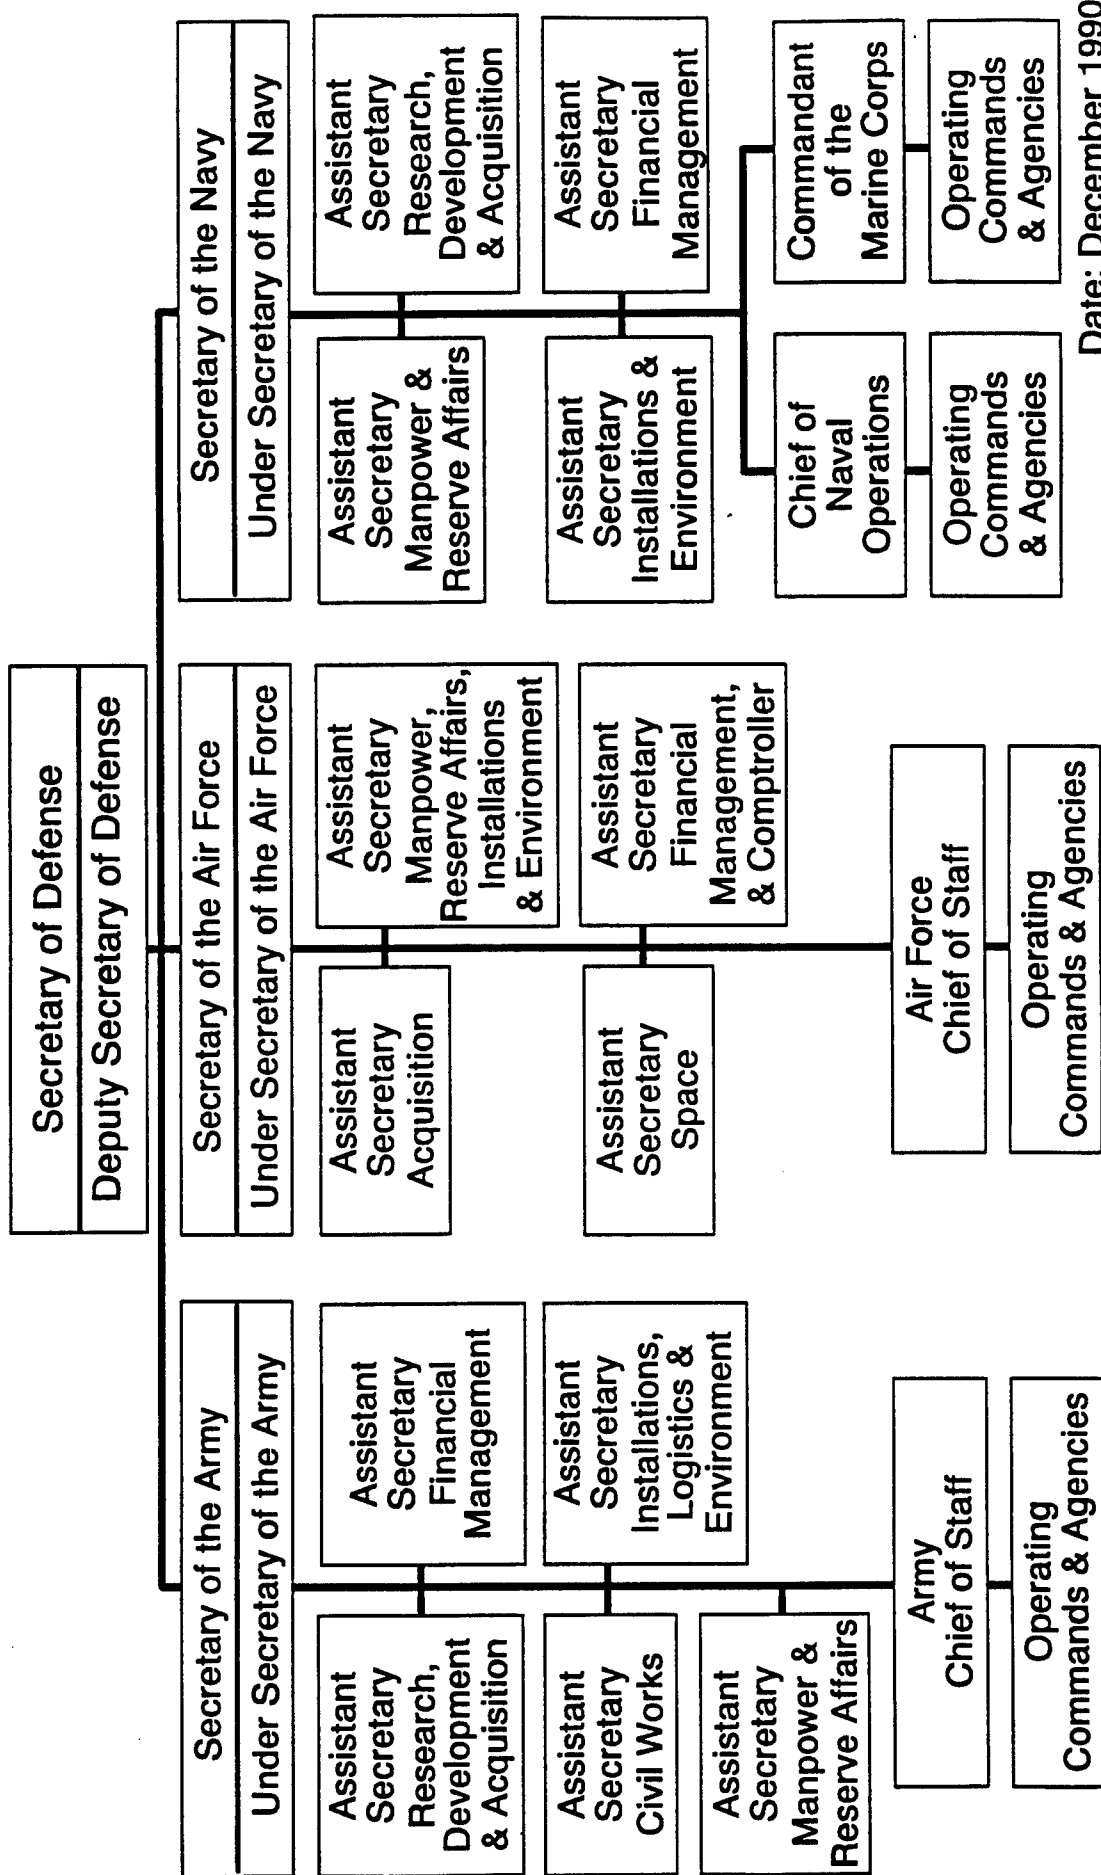 Secretary of Defense
Deputy Secretary of Defense
Secretary of the Army
Under Secretary of the Army
Assistant
Secretary
Research,
Development
& Acquisition
Assistant
Secretary
Financial
Management
Assistant
Secretary
Civil Works
Assistant
Secretary
Installations,
Logistics &
Environment
Assistant
Secretary
Manpower &
Reserve Affairs
Army
Chief of Staff
Operating
Commands & Agencies
Secretary of the Air Force
Under Secretary of the Air Force
Assistant
Secretary
Acquisition
Assistant
Secretary
Manpower,
Reserve Affairs,
Installations
& Environment
Assistant
Secretary
Space
Assistant
Secretary
Financial
Management,
& Comptroller
Air Force
Chief of Staff
Operating
Commands & Agencies
Secretary of the Navy
Under Secretary of the Navy
Assistant
Secretary
Manpower &
Reserve Affairs
Assistant
Secretary
Research,
Development
& Acquisition
Assistant
Secretary
Installations &
Environment
Assistant
Secretary
Financial
Management
Chief of
Naval
Operations
Commandant
of the
Marine Corps
Operating
Commands
& Agencies
Operating
Commands
& Agencies
Date: December 1990